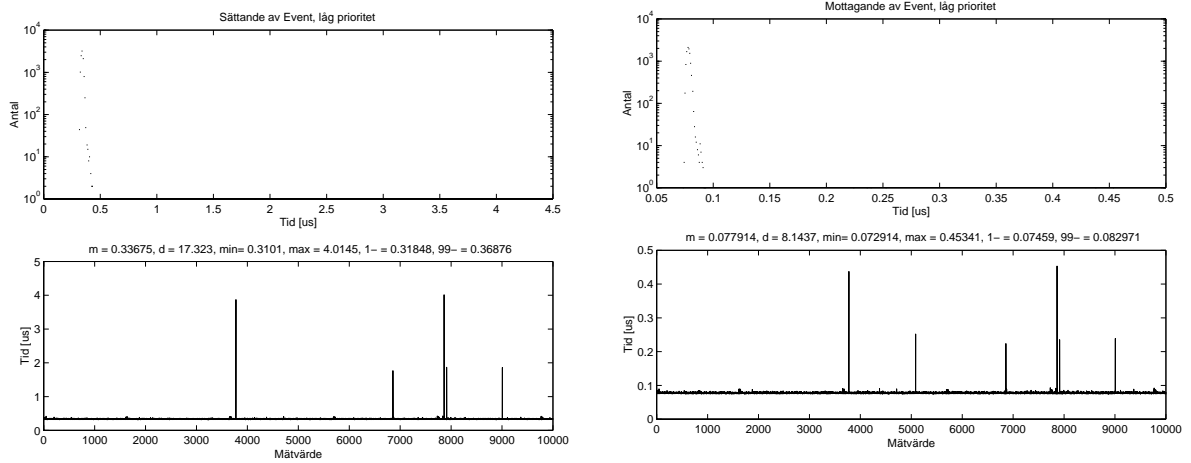 Sättande av Event, låg prioritet
10^4
10^3
10^2
10^1
10^0
Antal
0 0.5 1 1.5 2 2.5 3 3.5 4 4.5
Tid [us]
m = 0.33675, d = 17.323, min= 0.3101, max = 4.0145, 1− = 0.31848, 99− = 0.36876
5
4
3
2
1
0
Tid [us]
0 1000 2000 3000 4000 5000 6000 7000 8000 9000 10000
Mätvärde
Mottagande av Event, låg prioritet
10^4
10^3
10^2
10^1
10^0
Antal
0.05 0.1 0.15 0.2 0.25 0.3 0.35 0.4 0.45 0.5
Tid [us]
m = 0.077914, d = 8.1437, min= 0.072914, max = 0.45341, 1− = 0.07459, 99− = 0.082971
0.5
0.4
0.3
0.2
0.1
0
Tid [us]
0 1000 2000 3000 4000 5000 6000 7000 8000 9000 10000
Mätvärde